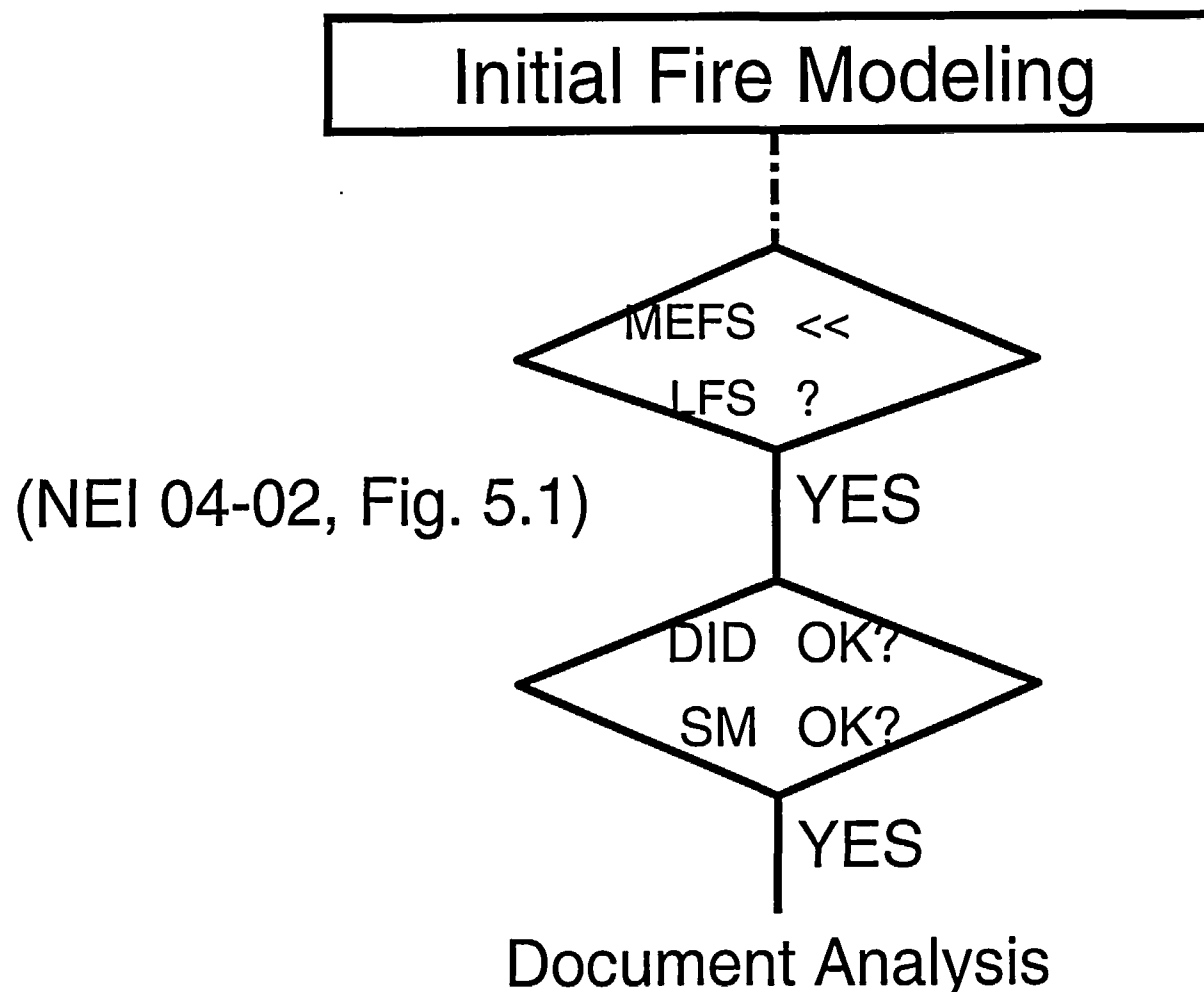 Initial Fire Modeling
MEFS <<
LFS ?
(NEI 04-02, Fig. 5.1)
YES
DID OK?
SM OK?
YES
Document Analysis